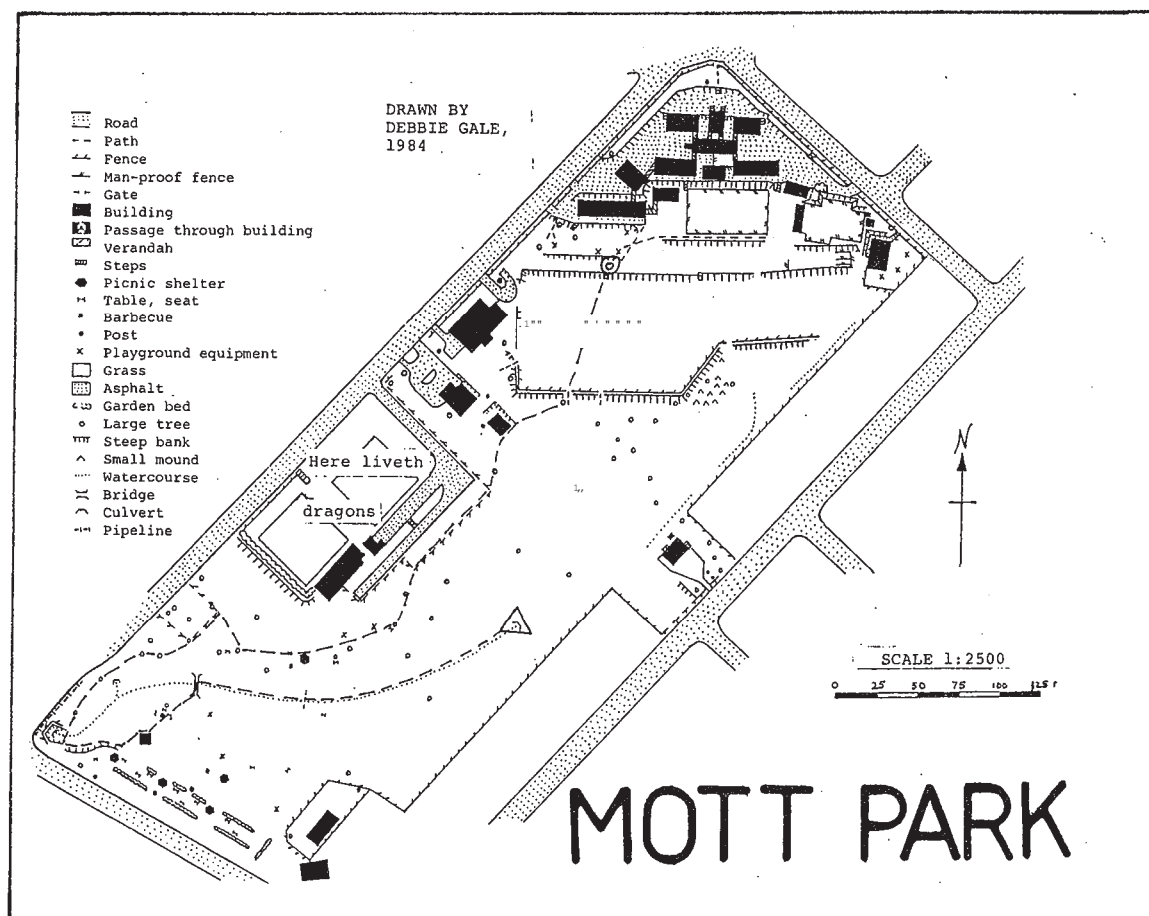 DRAWN BY
DEBBIE GALE,
1984
Road
Path
Fence
Man-proof fence
Gate
Building
Passage through building
Verandah
Steps
Picnic shelter
Table, seat
Barbecue
Post
Playground equipment
Grass
Asphalt
Garden bed
Large tree
Steep bank
Small mound
Watercourse
Bridge
Culvert
Pipeline
Here liveth
dragons
N
SCALE 1:2500
0 25 50 75 100 125
MOTT PARK